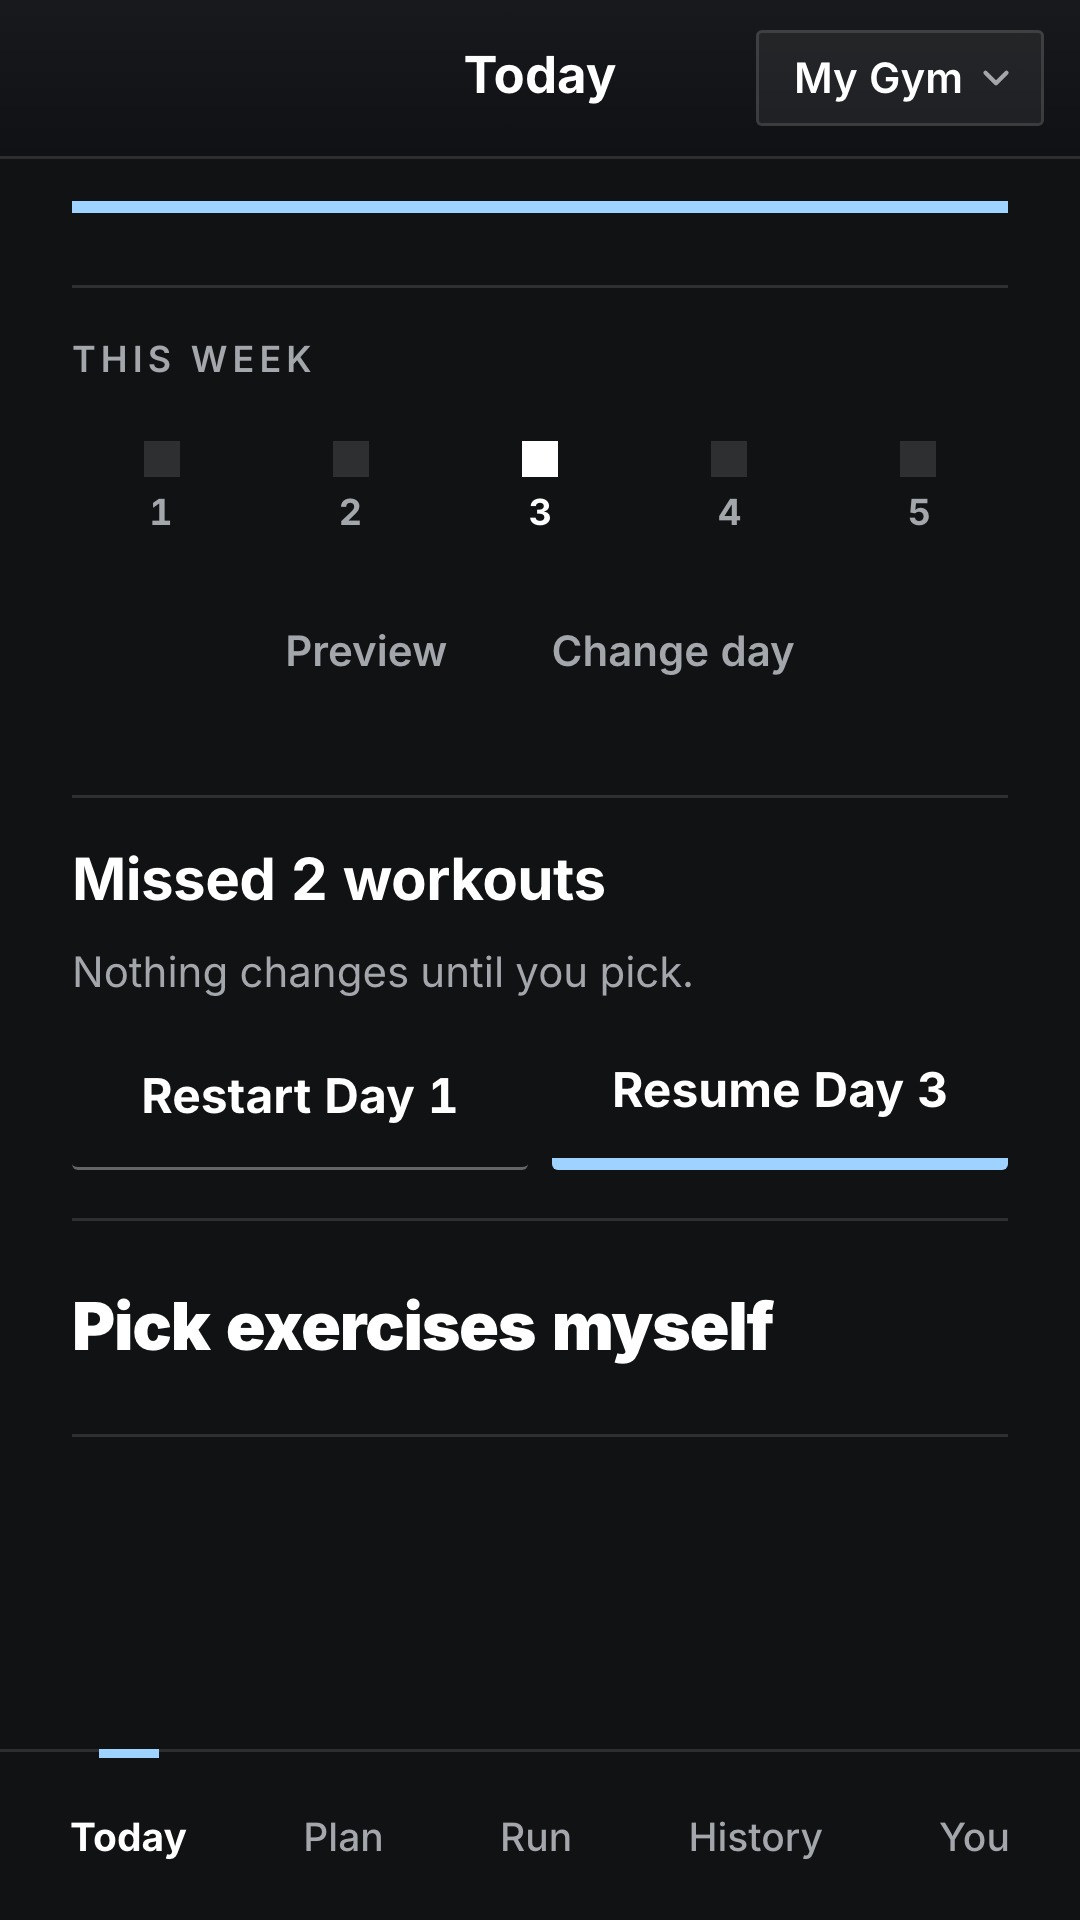 Today
My Gym
THIS WEEK
1 2 3 4 5
Preview Change day
Missed 2 workouts
Nothing changes until you pick.
Restart Day 1
Resume Day 3
Pick exercises myself
Today Plan Run History You